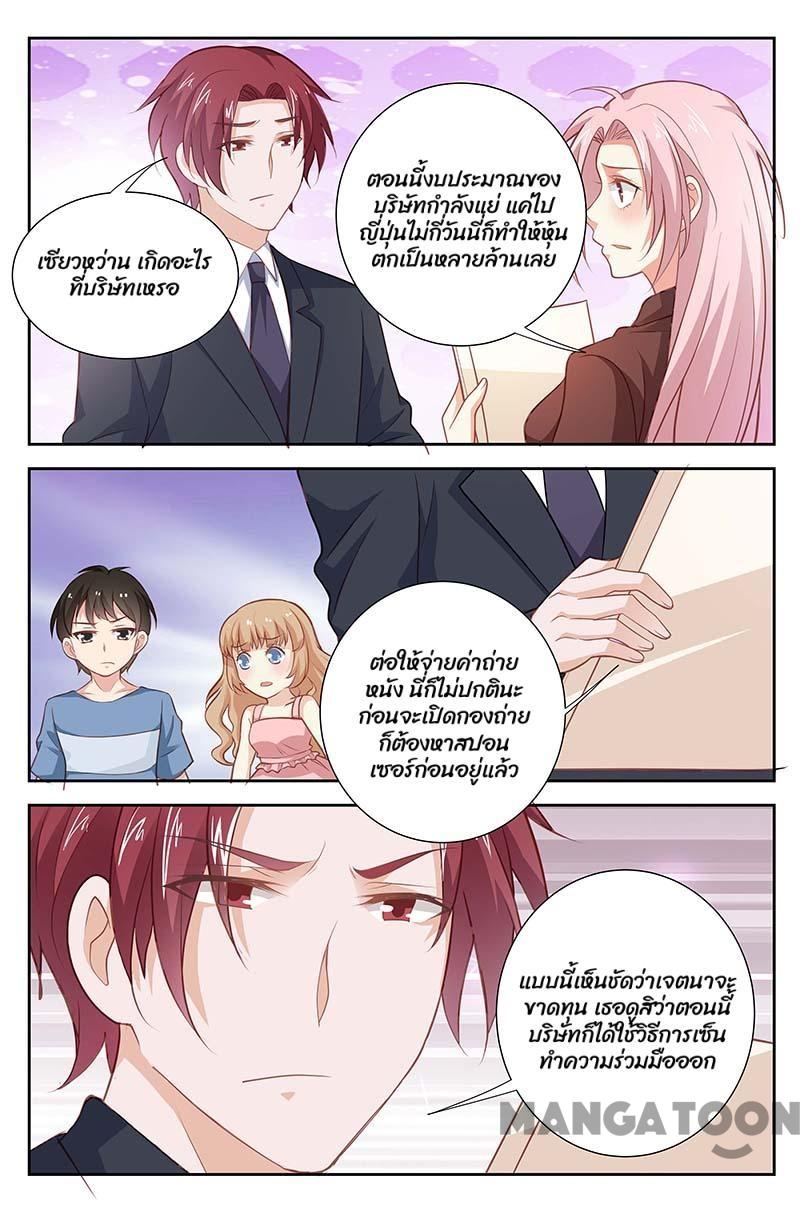 เซียวหว่าน เกิดอะไร
ที่บริษัทเหรอ
ตอนนี้งบประมาณของ
บริษัทกำลังแย่ แค่ไป
ญี่ปุ่นไม่กี่วันนี้ก็ทำให้หุ้น
ตกเป็นหลายล้านเลย
ต่อให้จ่ายค่าถ่าย
หนัง นี่ก็ไม่ปกตินะ
ก่อนจะเปิดกองถ่าย
ก็ต้องหาสปอน
เซอร์ก่อนอยู่แล้ว
แบบนี้เห็นชัดว่าเจตนาจะ
ขาดทุน เธอดูสิว่าตอนนี้
บริษัทก็ได้ใช้วิธีการเซ็น
ทำความร่วมมือออก
MANGATOON